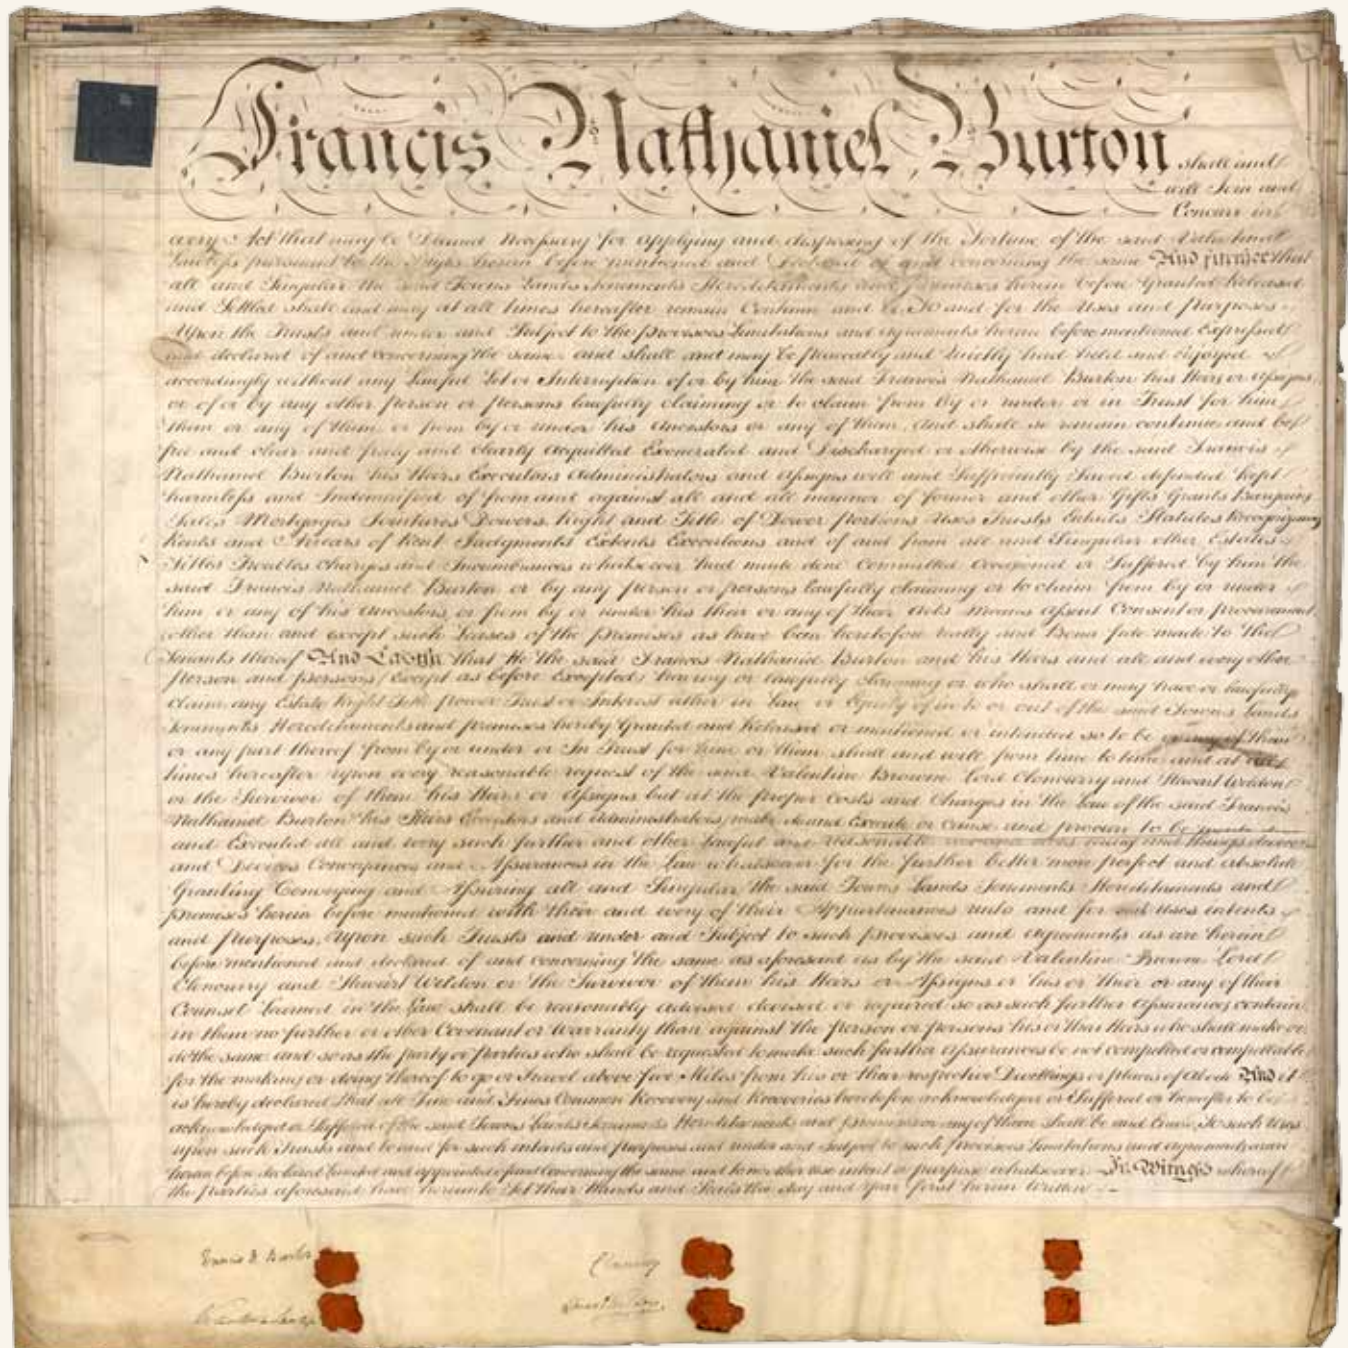 Francis Nathaniel Burton shall and
will Join and
Concur in
every Act that may be Deemed Necessary for applying and disposing of the Fortune of the said Valentine
pursuant to the herein before mentioned and Declared of and concerning the same And further that
all and Singular the said Towns Lands Tenements Hereditaments and premises herein before Granted Released
and Settled shall and may at all times hereafter remain Continue and be To and for the Uses and purposes
Upon the Trusts and under and Subject to the provisoes Limitations and agreements herein before mentioned Expressed
and declared of and concerning the same and shall and may be peaceably and Quietly had held and enjoyed
accordingly without any Lawful Let or Interruption of or by him the said Francis Nathaniel Burton his Heirs or assigns
or of or by any other person or persons lawfully claiming or to claim from by or under or in Trust for him
them or any of them or from by or under his Ancestors or any of them And shall so remain continue and be
free and clear and freely and clearly acquitted Exonerated and Discharged or otherwise by the said Francis
Nathaniel Burton his Heirs Executors Administrators and assigns well and Sufficiently Saved defended kept
harmless and Indemnified of from and against all and all manner of former and other Gifts Grants Bargains
Sales Mortgages Jointures Dowers Right and Title of Dower portions Uses Trusts Entails Statutes Recognizances
Rents and Arrears of Rent Judgments Extents Executions and of and from all and Singular other Estates
Titles Troubles Charges and Incumbrances whatsoever had made done Committed Occasioned or Suffered by him the
said Francis Nathaniel Burton or by any person or persons lawfully claiming or to claim from by or under
him or any of his Ancestors or from by or under his their or any of their Acts Means assent Consent or procurement
other than and except such Leases of the premises as have been heretofore really and Bona fide made to the
Tenants thereof And Lastly that He the said Francis Nathaniel Burton and his Heirs and all and every other
person and persons (Except as before Excepted) having or lawfully claiming or who shall or may have or lawfully
claim any Estate Right Title power Trust or Interest either in Law or Equity of in to or out of the said Towns Lands
Tenements Hereditaments and premises hereby Granted and Released or mentioned or intended so to be or any of them
or any part thereof from by or under or In Trust for him or them shall and will from time to time and at all
times hereafter upon every reasonable request of the said Valentine Browne Lord Cloncurry and Stewart Weldon
or the Survivor of them his Heirs or Assigns but at the proper Costs and Charges in the Law of the said Francis
Nathaniel Burton his Heirs Executors and Administrators make do and Execute or Cause and procure to be made
and Executed all and every such further and other Lawful and reasonable and things
and Devices Conveyances and Assurances in the Law whatsoever for the further better more perfect and absolute
Granting Conveying and Assuring all and Singular the said Towns Lands Tenements Hereditaments and
premises herein before mentioned with their and every of their Appurtenances unto and for Uses intents
and purposes Upon such Trusts and under and Subject to such provisoes and agreements as are herein
before mentioned and declared of and concerning the same as aforesaid as by the said Valentine Browne Lord
Cloncurry and Stewart Weldon or the Survivor of them his Heirs or Assigns or his or their or any of their
Counsel learned in the Law shall be reasonably advised devised or required so as such further assurances contain
in them no further or other Covenant or Warranty than against the person or persons his or their Heirs who shall make or
do the same and so as the party or parties who shall be requested to make such further assurances be not compelled or compellable
for the making or doing thereof to go or Travel above five Miles from his or their respective Dwellings or places of abode And it
is hereby declared that all Fine and Fines Common Recovery and Recoveries heretofore acknowledged or Suffered or hereafter to be
acknowledged or Suffered of the said Towns Lands Tenements Hereditaments and premises or any of them Shall be and Enure To such Uses
upon such Trusts and to and for such intents and purposes and under and Subject to such provisoes Limitations and agreements as are
herein before declared Limited and appointed of and concerning the same and to no other use intent or purpose whatsoever In Witness whereof
the parties aforesaid have hereunto Set their Hands and Seals the day and Year first herein written
Francis N Burton
Cloncurry